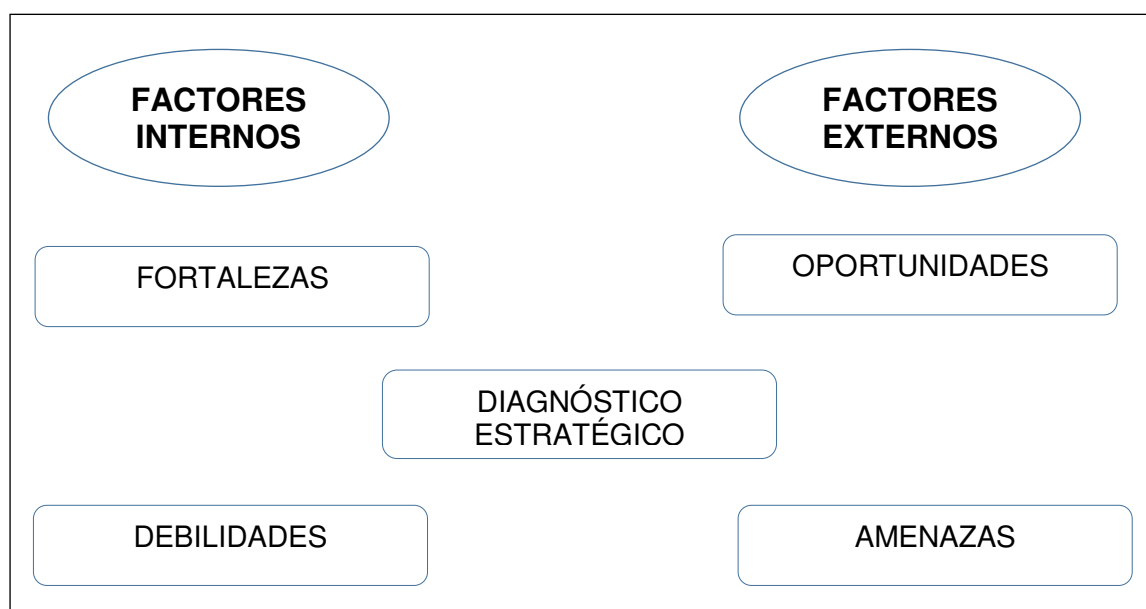 FACTORES
INTERNOS
FACTORES
EXTERNOS
FORTALEZAS
OPORTUNIDADES
DIAGNÓSTICO
ESTRATÉGICO
DEBILIDADES
AMENAZAS